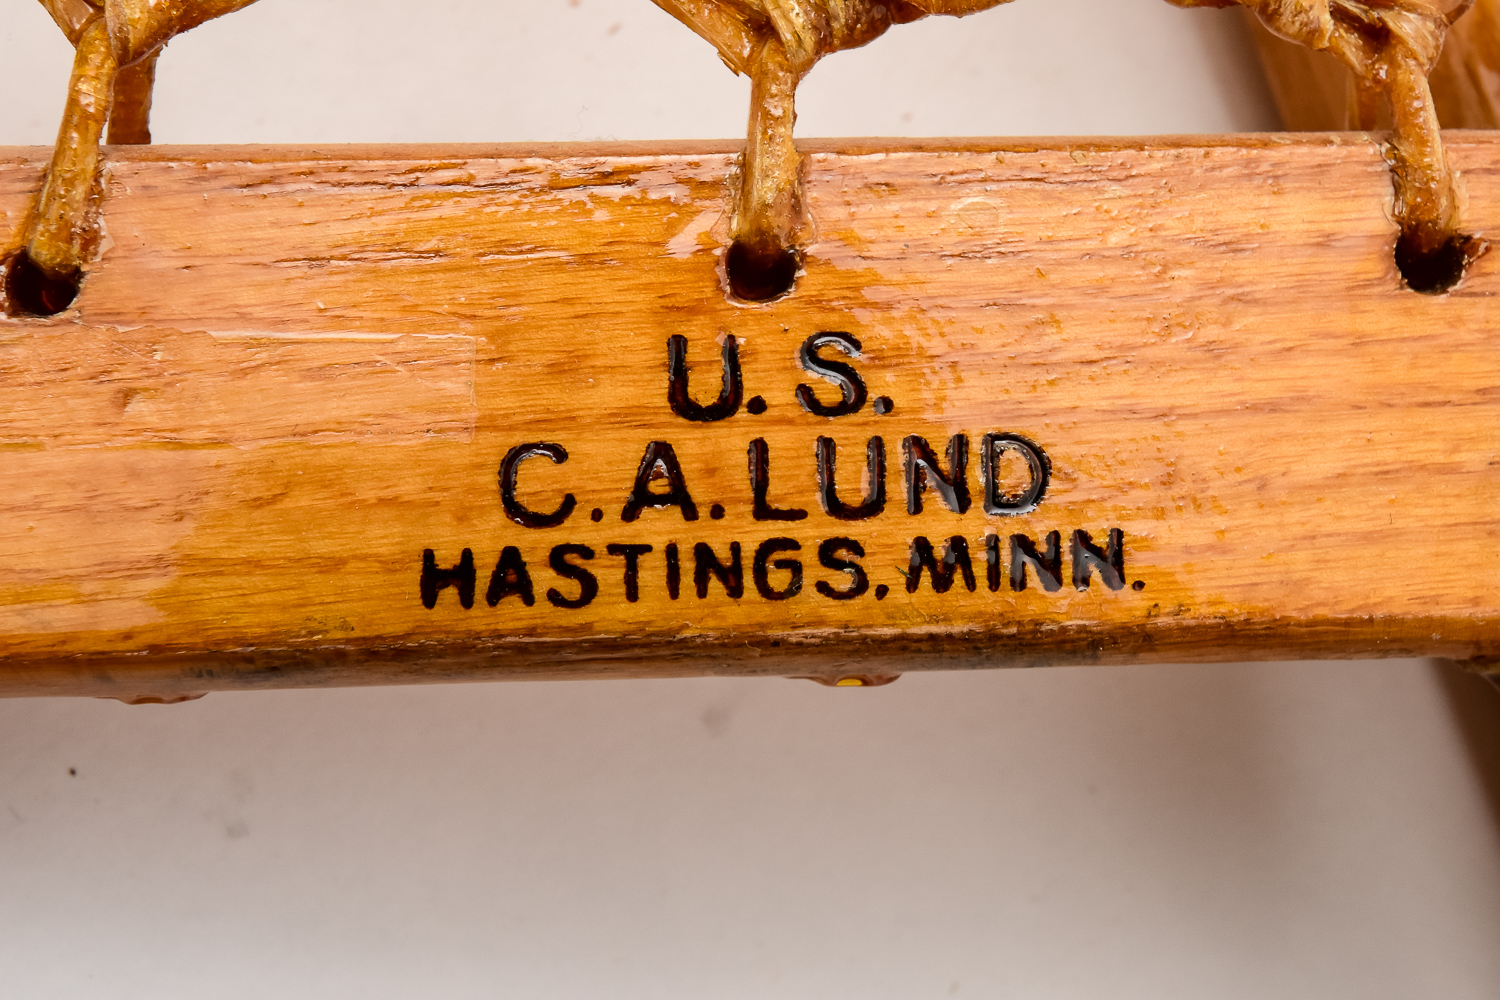 U.S.
C.A.LUND
HASTINGS, MINN.